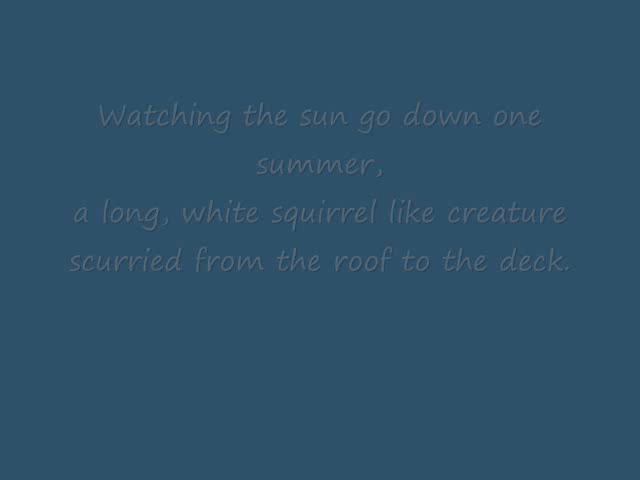 Watching the sun go down one
summer,
a long, white squirrel like creature
scurried from the roof to the deck.